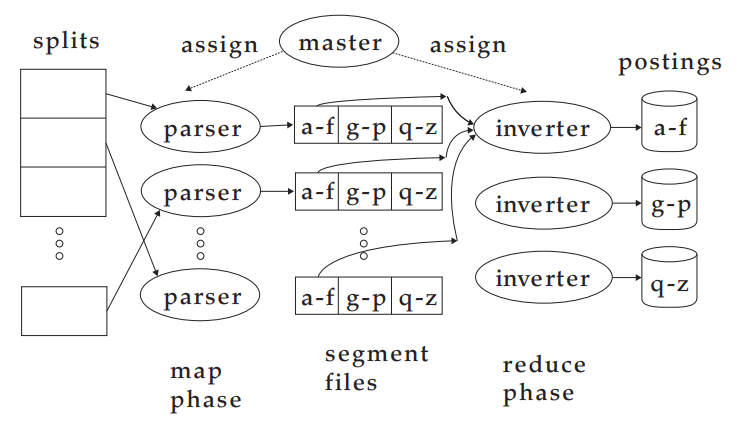 splits
assign
master
assign
postings
parser
a-f g-p q-z
inverter
a-f
parser
a-f g-p q-z
inverter
g-p
parser
a-f g-p q-z
inverter
q-z
map
phase
segment
files
reduce
phase